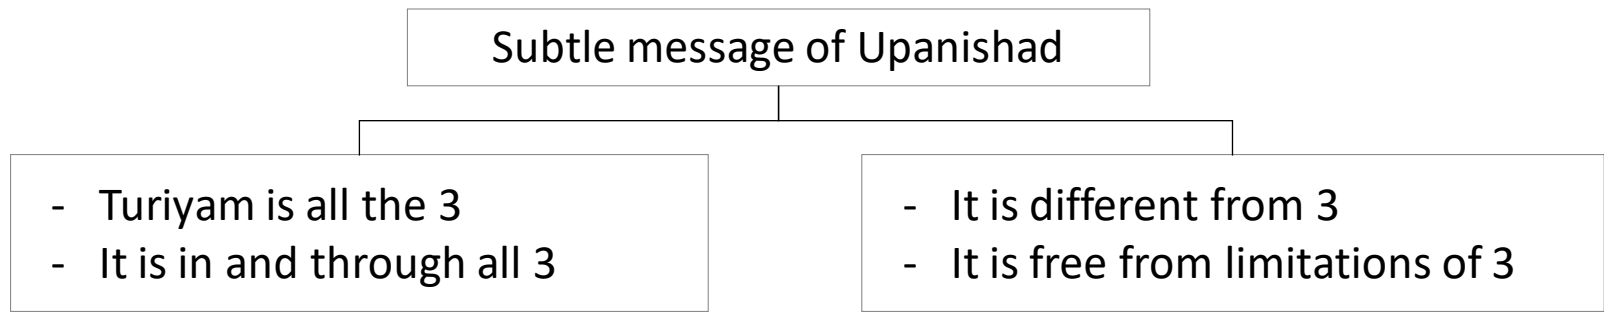 Subtle message of Upanishad
- Turiyam is all the 3
- It is in and through all 3
- It is different from 3
- It is free from limitations of 3